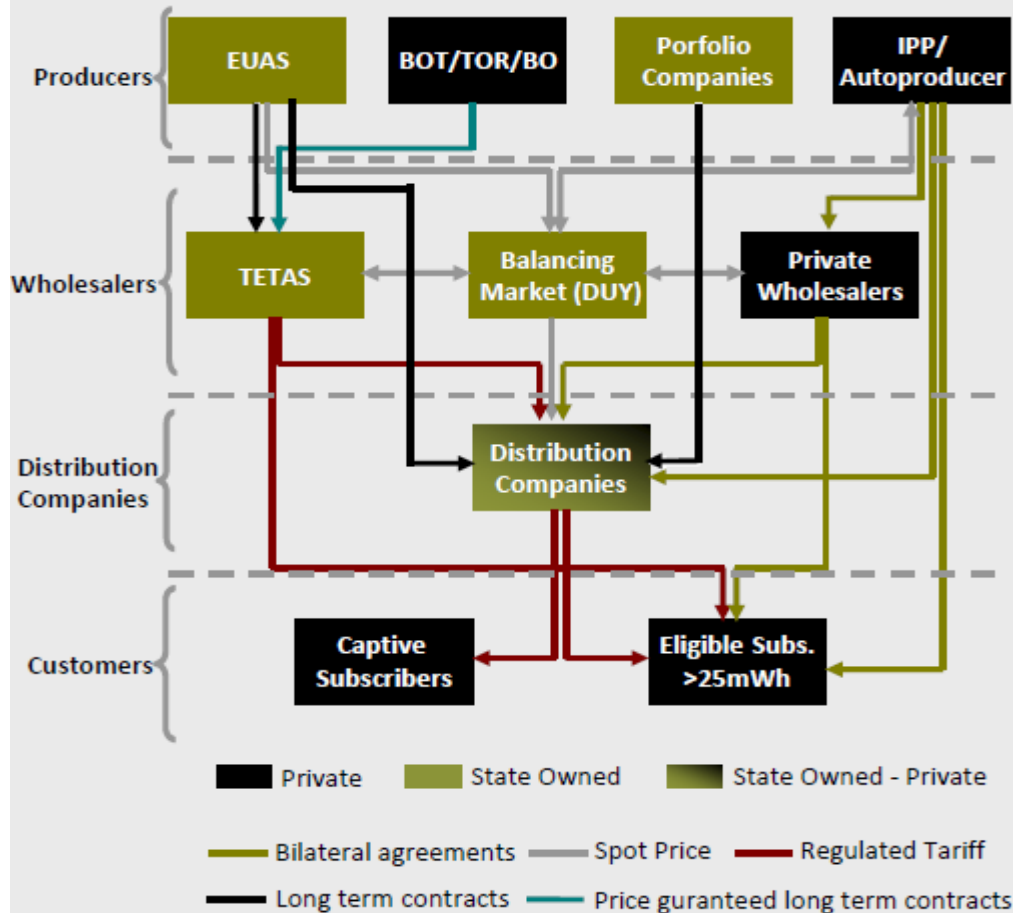 Producers
EUAS
BOT/TOR/BO
Porfolio
Companies
IPP/
Autoproducer
Wholesalers
TETAS
Balancing
Market (DUY)
Private
Wholesalers
Distribution
Companies
Distribution
Companies
Customers
Captive
Subscribers
Eligible Subs.
>25mWh
Private
State Owned
State Owned - Private
Bilateral agreements
Spot Price
Regulated Tariff
Long term contracts
Price guranteed long term contracts